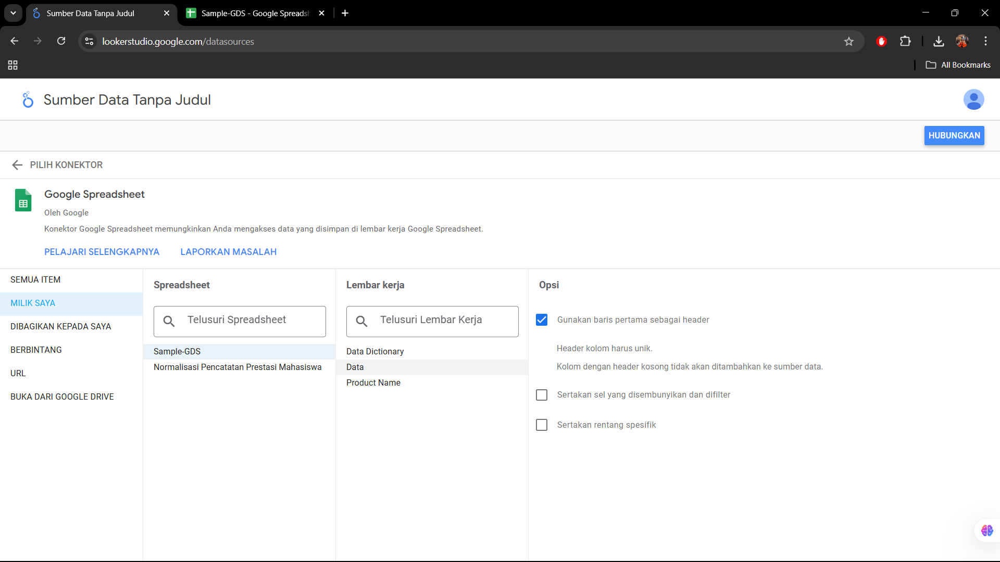 Sumber Data Tanpa Judul
Sample-GDS - Google Spreads
lookerstudio.google.com/datasources
All Bookmarks
Sumber Data Tanpa Judul
HUBUNGKAN
PILIH KONEKTOR
Google Spreadsheet
Oleh Google
Konektor Google Spreadsheet memungkinkan Anda mengakses data yang disimpan di lembar kerja Google Spreadsheet.
PELAJARI SELENGKAPNYA
LAPORKAN MASALAH
SEMUA ITEM
MILIK SAYA
DIBAGIKAN KEPADA SAYA
BERBINTANG
URL
BUKA DARI GOOGLE DRIVE
Spreadsheet
Telusuri Spreadsheet
Sample-GDS
Normalisasi Pencatatan Prestasi Mahasiswa
Lembar kerja
Telusuri Lembar Kerja
Data Dictionary
Data
Product Name
Opsi
Gunakan baris pertama sebagai header
Header kolom harus unik.
Kolom dengan header kosong tidak akan ditambahkan ke sumber data.
Sertakan sel yang disembunyikan dan difilter
Sertakan rentang spesifik